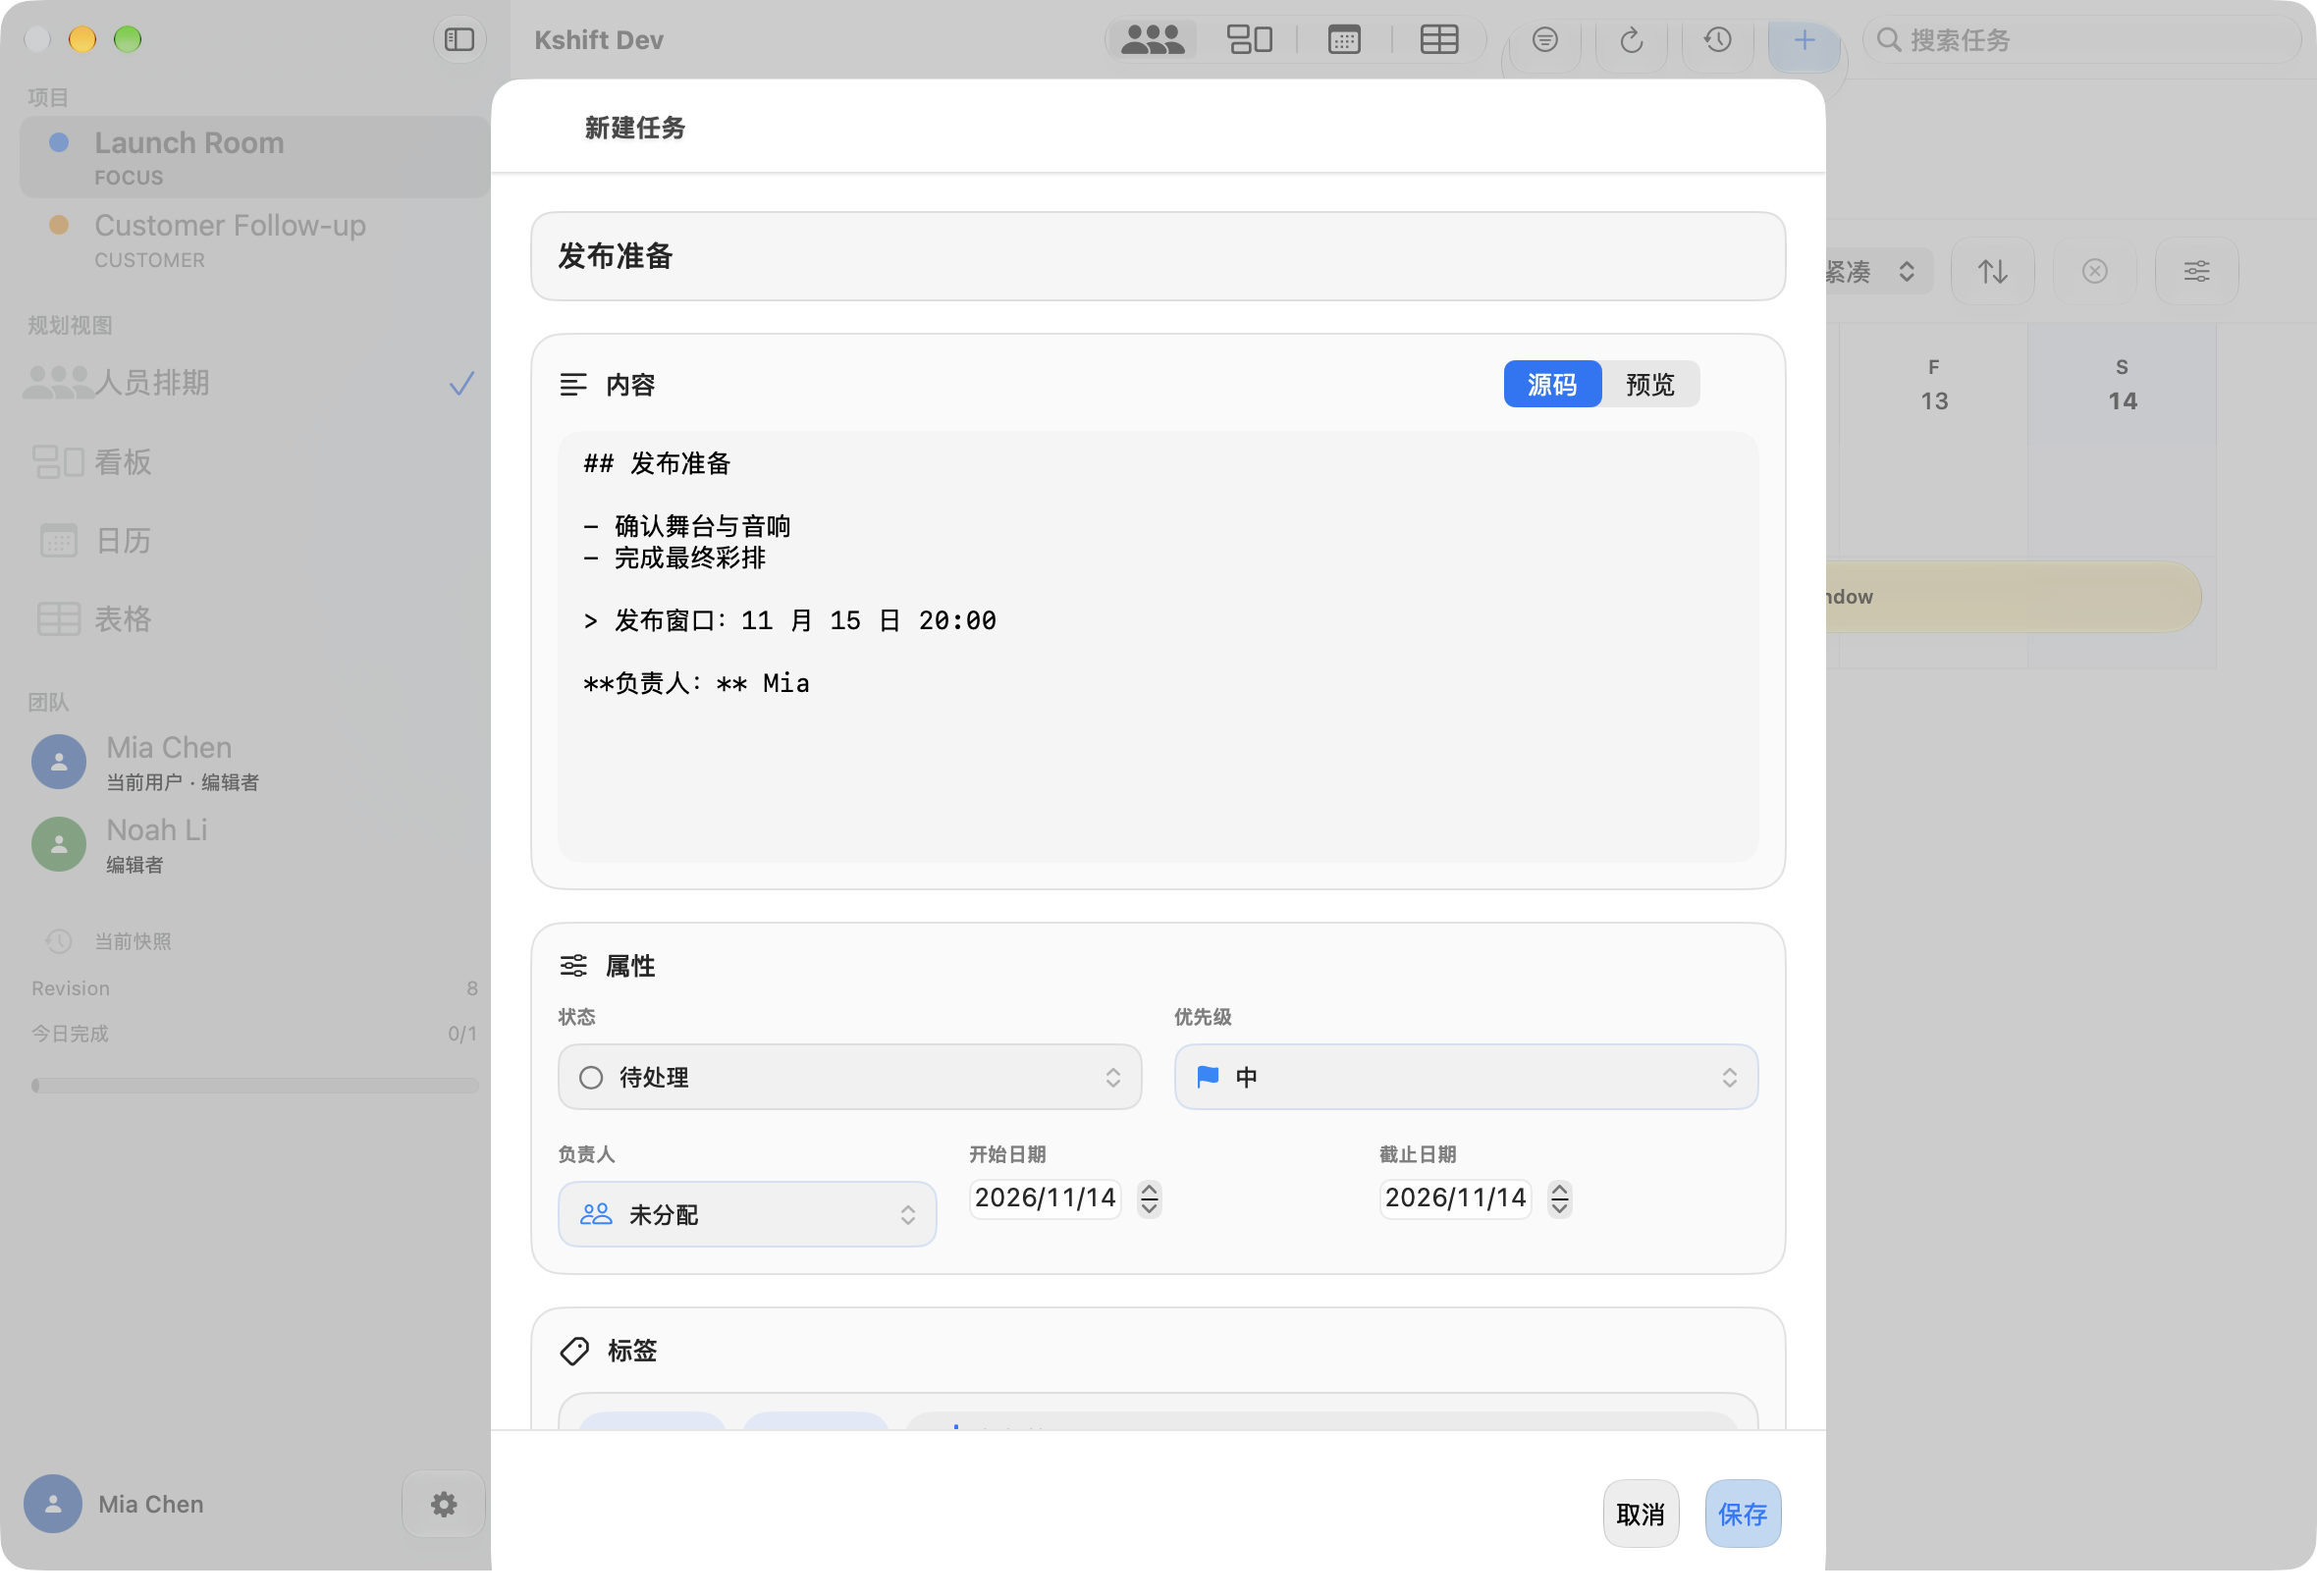 Kshift Dev
搜索任务
项目
Launch Room
FOCUS
Customer Follow-up
CUSTOMER
规划视图
人员排期
看板
日历
表格
团队
Mia Chen
当前用户 · 编辑者
Noah Li
编辑者
当前快照
Revision 8
今日完成 0/1
Mia Chen
新建任务
发布准备
内容
源码 预览
## 发布准备
- 确认舞台与音响
- 完成最终彩排
> 发布窗口: 11 月 15 日 20:00
**负责人: ** Mia
属性
状态 优先级
待处理 中
负责人 开始日期 截止日期
未分配 2026/11/14 2026/11/14
标签
取消 保存
紧凑
F S
13 14